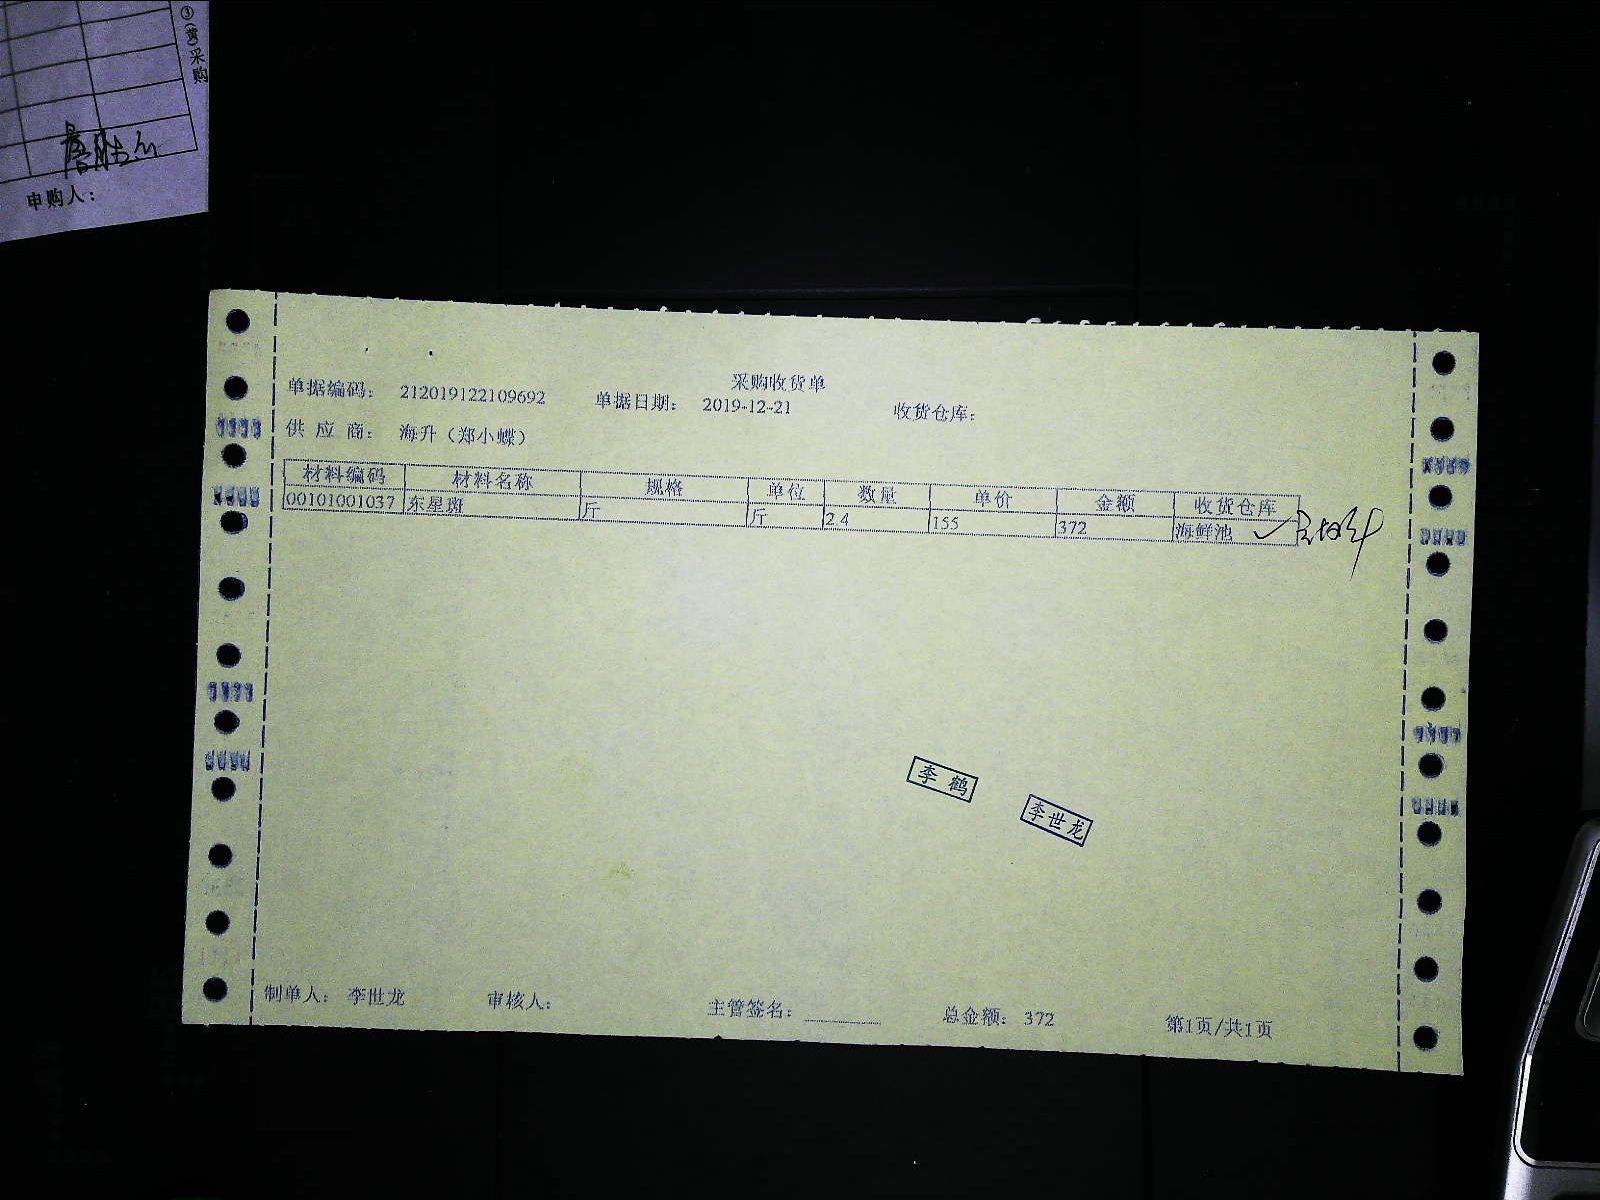 ③(黄)采购
申购人：
采购收货单
单据编码： 212019122109692 单据日期： 2019-12-21 收货仓库：
供 应 商： 海升（郑小蝶）
材料编码 材料名称 规格 单位 数量 单价 金额 收货仓库
00101001037 东星斑 斤 斤 2.4 155 372 海鲜池 ✓
李 鹤
李世龙
制单人： 李世龙 审核人： 主管签名： 总金额： 372 第1页/共1页